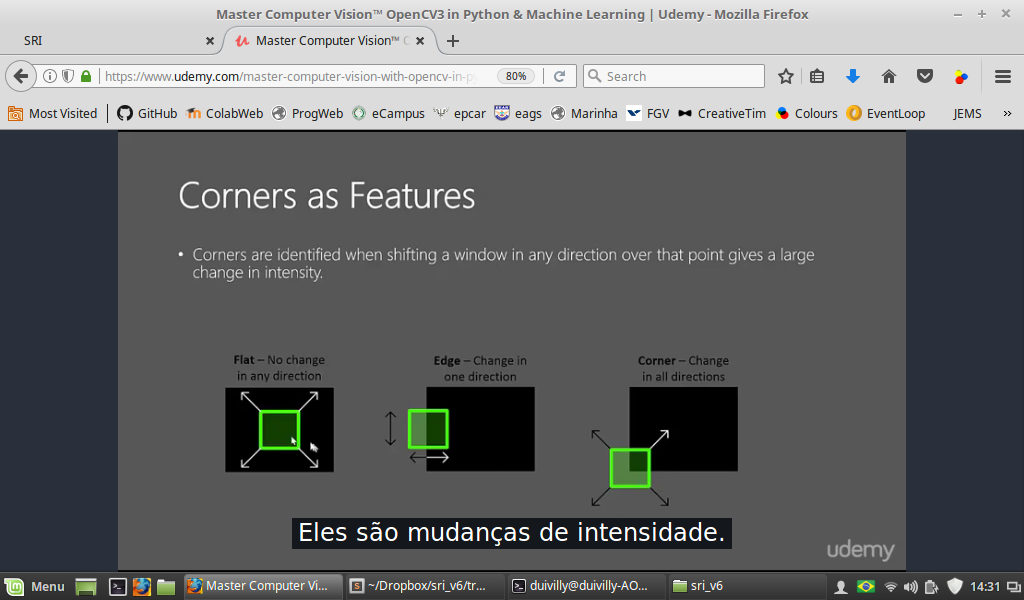 Master Computer Vision™ OpenCV3 in Python & Machine Learning | Udemy - Mozilla Firefox
SRI
Master Computer Vision™
https://www.udemy.com/master-computer-vision-with-opencv-in-py
80%
Search
Most Visited
GitHub
ColabWeb
ProgWeb
eCampus
epcar
eags
Marinha
FGV
CreativeTim
Colours
EventLoop
JEMS
Corners as Features
• Corners are identified when shifting a window in any direction over that point gives a large
change in intensity.
Flat – No change
in any direction
Edge – Change in
one direction
Corner – Change
in all directions
Eles são mudanças de intensidade.
udemy
Menu
Master Computer Vi...
~/Dropbox/sri_v6/tr...
duivilly@duivilly-AO...
sri_v6
14:31